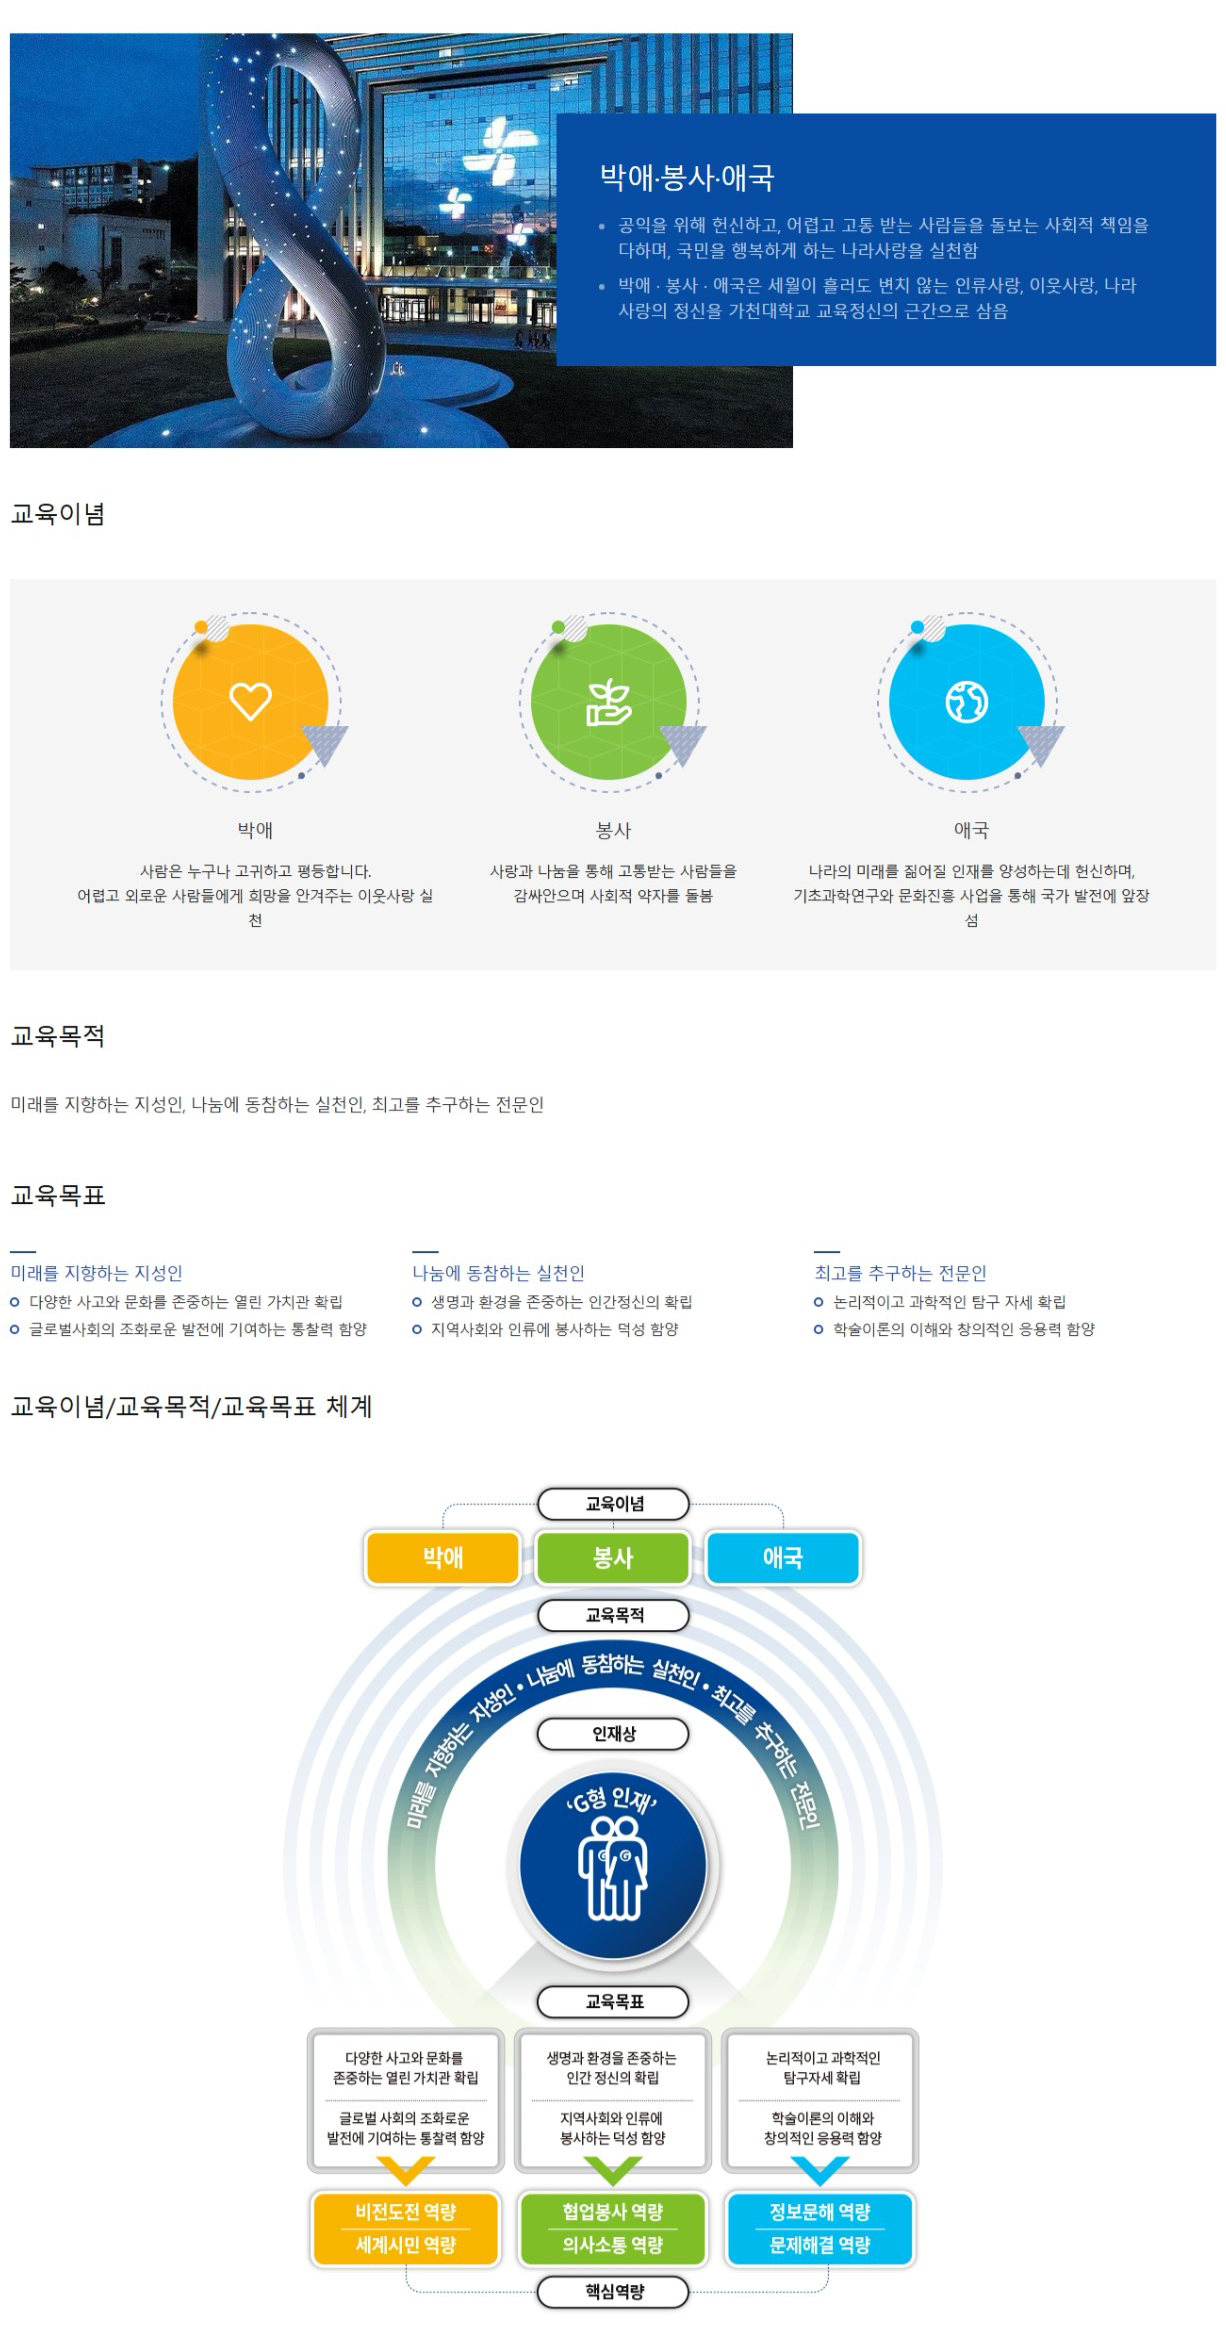 박애·봉사·애국
공익을 위해 헌신하고, 어렵고 고통 받는 사람들을 돌보는 사회적 책임을
다하며, 국민을 행복하게 하는 나라사랑을 실천함
박애 · 봉사 · 애국은 세월이 흘러도 변치 않는 인류사랑, 이웃사랑, 나라
사랑의 정신을 가천대학교 교육정신의 근간으로 삼음
교육이념
박애
사람은 누구나 고귀하고 평등합니다.
어렵고 외로운 사람들에게 희망을 안겨주는 이웃사랑 실
천
봉사
사랑과 나눔을 통해 고통받는 사람들을
감싸안으며 사회적 약자를 돌봄
애국
나라의 미래를 짊어질 인재를 양성하는데 헌신하며,
기초과학연구와 문화진흥 사업을 통해 국가 발전에 앞장
섬
교육목적
미래를 지향하는 지성인, 나눔에 동참하는 실천인, 최고를 추구하는 전문인
교육목표
미래를 지향하는 지성인
다양한 사고와 문화를 존중하는 열린 가치관 확립
글로벌사회의 조화로운 발전에 기여하는 통찰력 함양
나눔에 동참하는 실천인
생명과 환경을 존중하는 인간정신의 확립
지역사회와 인류에 봉사하는 덕성 함양
최고를 추구하는 전문인
논리적이고 과학적인 탐구 자세 확립
학술이론의 이해와 창의적인 응용력 함양
교육이념/교육목적/교육목표 체계
교육이념
박애
봉사
애국
교육목적
미래를 지향하는 지성인 • 나눔에 동참하는 실천인 • 최고를 추구하는 전문인
인재상
‘G형 인재’
G G
교육목표
다양한 사고와 문화를
존중하는 열린 가치관 확립
글로벌 사회의 조화로운
발전에 기여하는 통찰력 함양
생명과 환경을 존중하는
인간 정신의 확립
지역사회와 인류에
봉사하는 덕성 함양
논리적이고 과학적인
탐구자세 확립
학술이론의 이해와
창의적인 응용력 함양
비전도전 역량
세계시민 역량
협업봉사 역량
의사소통 역량
정보문해 역량
문제해결 역량
핵심역량